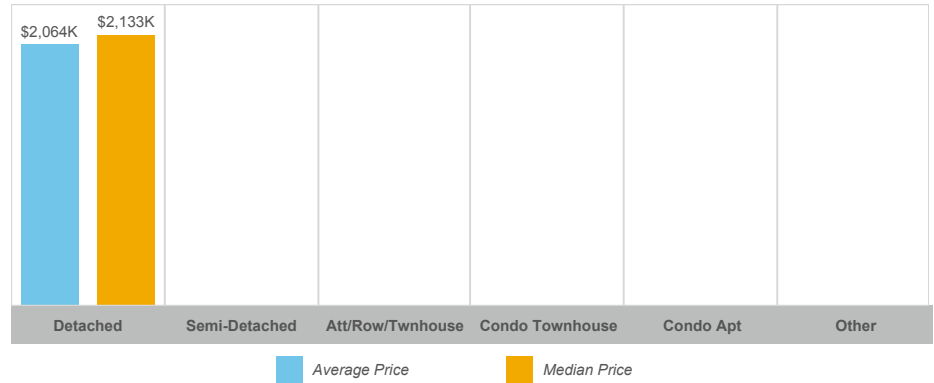 $2,064K
$2,133K
Detached
Semi-Detached
Att/Row/Twnhouse
Condo Townhouse
Condo Apt
Other
Average Price
Median Price